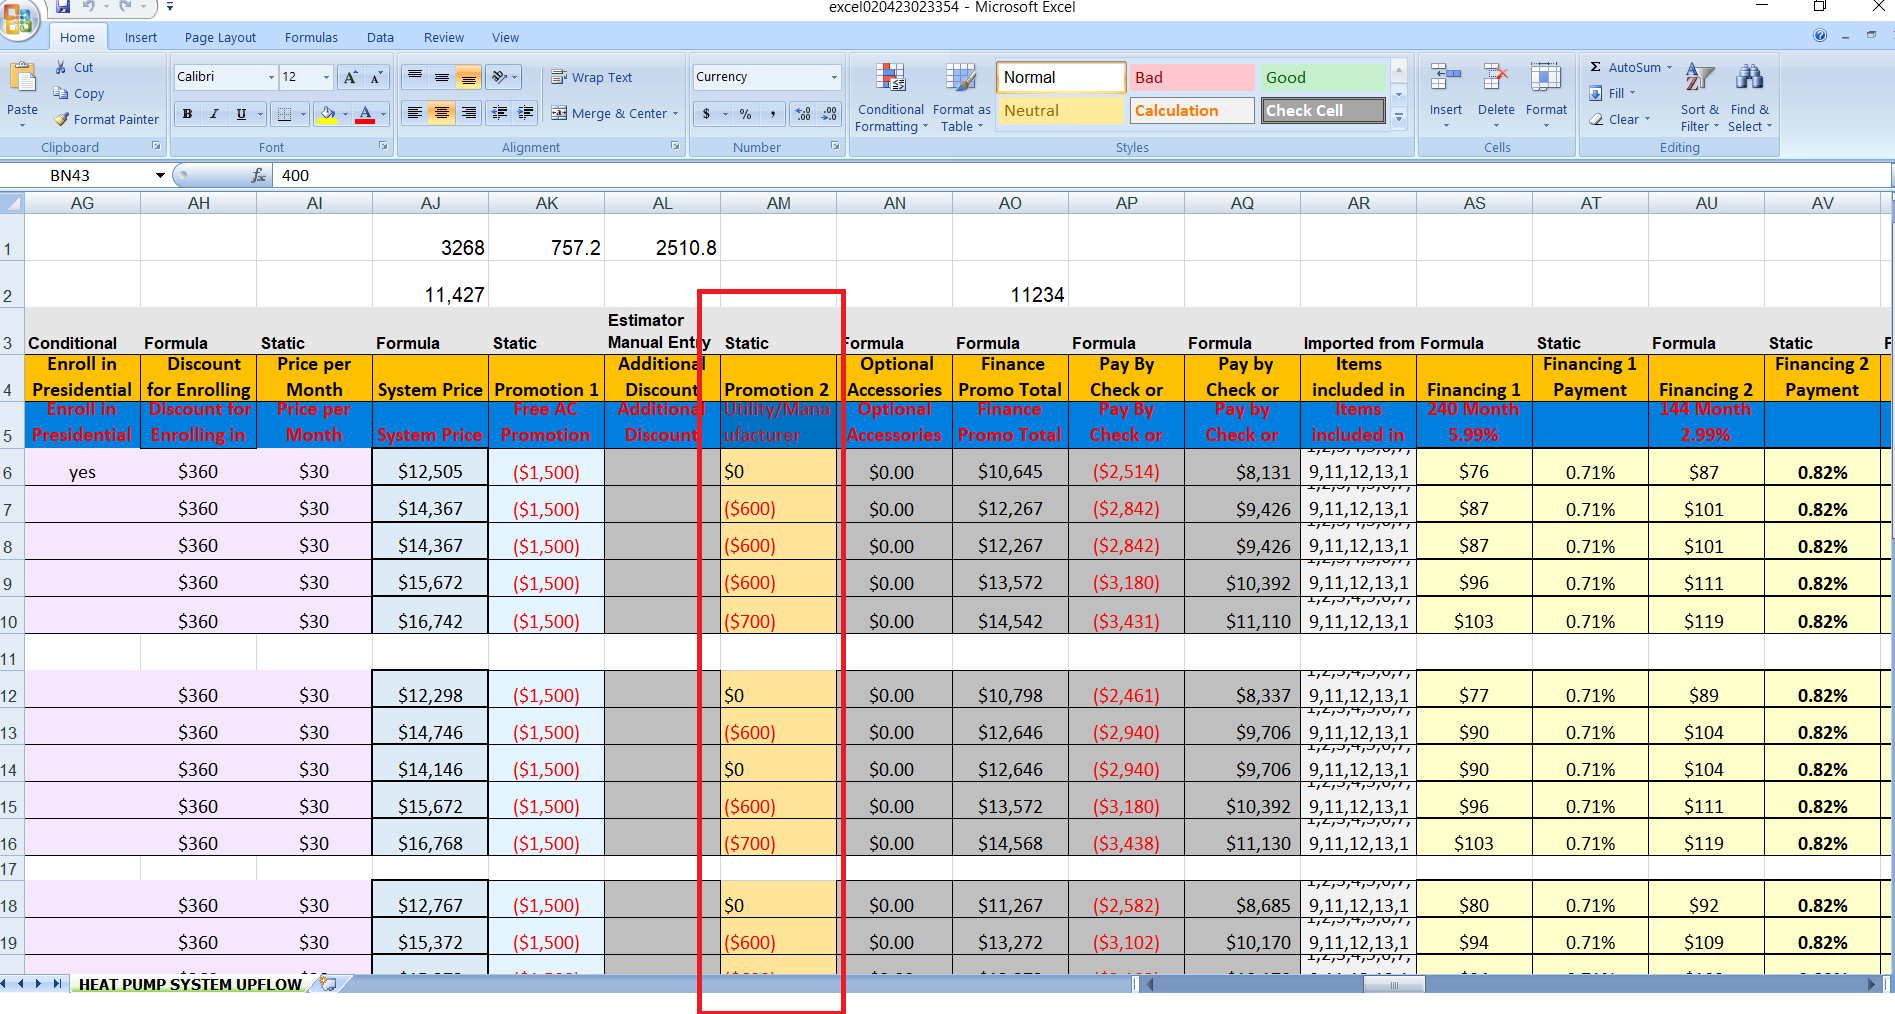 excel020423023354 - Microsoft Excel
Home Insert Page Layout Formulas Data Review View
Paste Cut Copy Format Painter Clipboard
Calibri 12 B I U Font
Wrap Text Merge & Center Alignment
Currency $ % , Number
Conditional Formatting Format as Table Normal Bad Good Neutral Calculation Check Cell Styles
Insert Delete Format Cells
Σ AutoSum Fill Clear Sort & Filter Find & Select Editing
BN43 fx 400
AG AH AI AJ AK AL AM AN AO AP AQ AR AS AT AU AV
1 3268 757.2 2510.8
2 11,427 11234
3 Conditional Formula Static Formula Static Estimator Manual Entry Static Formula Formula Formula Formula Imported from Formula Static Formula Static F
4 Enroll in Presidential Discount for Enrolling Price per Month System Price Promotion 1 Additional Discount Promotion 2 Optional Accessories Finance Promo Total Pay By Check or Pay by Check or Items included in Financing 1 Financing 1 Payment Financing 2 Financing 2 Payment
5 Enroll In Presidential Discount for Enrolling in Price per Month System Price Free AC Promotion Additional Discount Utility/Mana ufacturer Optional Accessories Finance Promo Total Pay By Check or Pay by Check or Items included in 240 Month 5.99% 144 Month 2.99%
6 yes $360 $30 $12,505 ($1,500) $0 $0.00 $10,645 ($2,514) $8,131 9,11,12,13,1 $76 0.71% $87 0.82%
7 $360 $30 $14,367 ($1,500) ($600) $0.00 $12,267 ($2,842) $9,426 9,11,12,13,1 $87 0.71% $101 0.82%
8 $360 $30 $14,367 ($1,500) ($600) $0.00 $12,267 ($2,842) $9,426 9,11,12,13,1 $87 0.71% $101 0.82%
9 $360 $30 $15,672 ($1,500) ($600) $0.00 $13,572 ($3,180) $10,392 9,11,12,13,1 $96 0.71% $111 0.82%
10 $360 $30 $16,742 ($1,500) ($700) $0.00 $14,542 ($3,431) $11,110 9,11,12,13,1 $103 0.71% $119 0.82%
11
12 $360 $30 $12,298 ($1,500) $0 $0.00 $10,798 ($2,461) $8,337 9,11,12,13,1 $77 0.71% $89 0.82%
13 $360 $30 $14,746 ($1,500) ($600) $0.00 $12,646 ($2,940) $9,706 9,11,12,13,1 $90 0.71% $104 0.82%
14 $360 $30 $14,146 ($1,500) $0 $0.00 $12,646 ($2,940) $9,706 9,11,12,13,1 $90 0.71% $104 0.82%
15 $360 $30 $15,672 ($1,500) ($600) $0.00 $13,572 ($3,180) $10,392 9,11,12,13,1 $96 0.71% $111 0.82%
16 $360 $30 $16,768 ($1,500) ($700) $0.00 $14,568 ($3,438) $11,130 9,11,12,13,1 $103 0.71% $119 0.82%
17
18 $360 $30 $12,767 ($1,500) $0 $0.00 $11,267 ($2,582) $8,685 9,11,12,13,1 $80 0.71% $92 0.82%
19 $360 $30 $15,372 ($1,500) ($600) $0.00 $13,272 ($3,102) $10,170 9,11,12,13,1 $94 0.71% $109 0.82%
HEAT PUMP SYSTEM UPFLOW